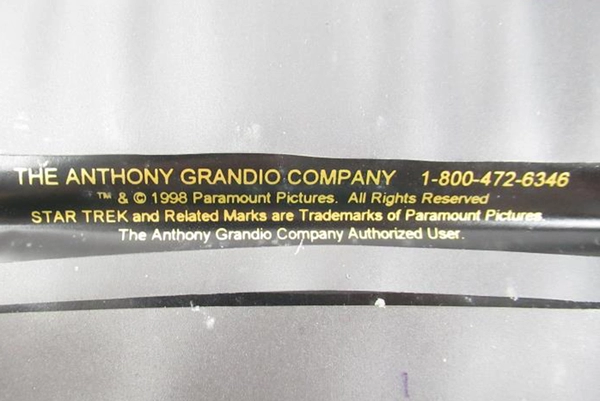 THE ANTHONY GRANDIO COMPANY 1-800-472-6346
™ & © 1998 Paramount Pictures. All Rights Reserved
STAR TREK and Related Marks are Trademarks of Paramount Pictures.
The Anthony Grandio Company Authorized User.